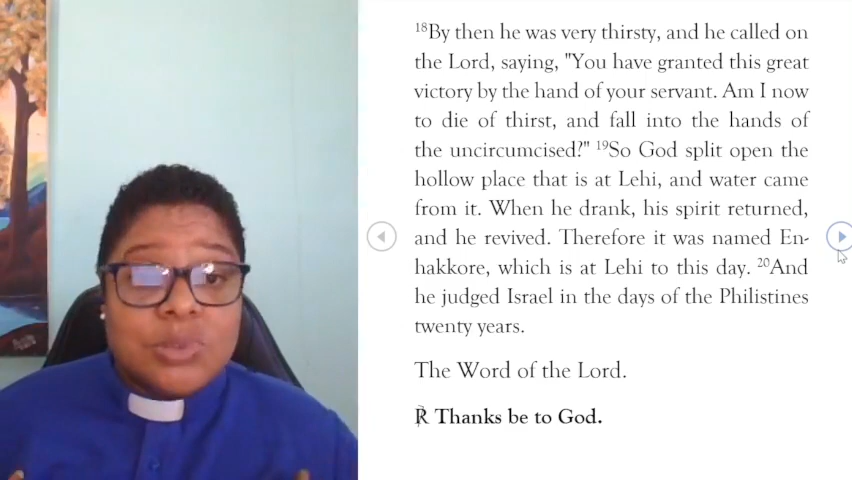 18By then he was very thirsty, and he called on
the Lord, saying, "You have granted this great
victory by the hand of your servant. Am I now
to die of thirst, and fall into the hands of
the uncircumcised?" 19So God split open the
hollow place that is at Lehi, and water came
from it. When he drank, his spirit returned,
and he revived. Therefore it was named En-
hakkore, which is at Lehi to this day. 20And
he judged Israel in the days of the Philistines
twenty years.
The Word of the Lord.
℟ Thanks be to God.